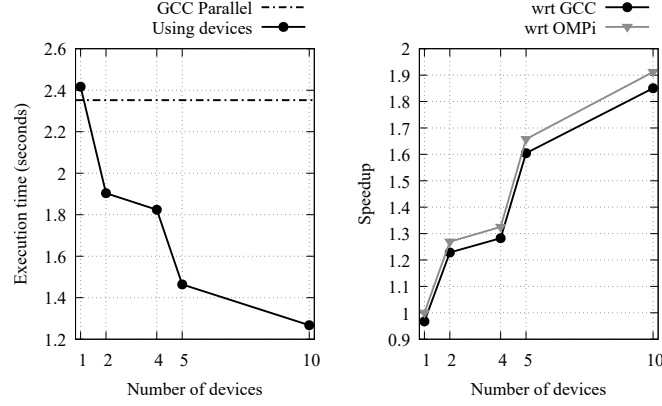 GCC Parallel
Using devices
2.6
2.4
2.2
2
1.8
1.6
1.4
1.2
Execution time (seconds)
1 2 4 5 10
Number of devices
wrt GCC
wrt OMPi
2
1.9
1.8
1.7
1.6
1.5
1.4
1.3
1.2
1.1
1
0.9
Speedup
1 2 4 5 10
Number of devices